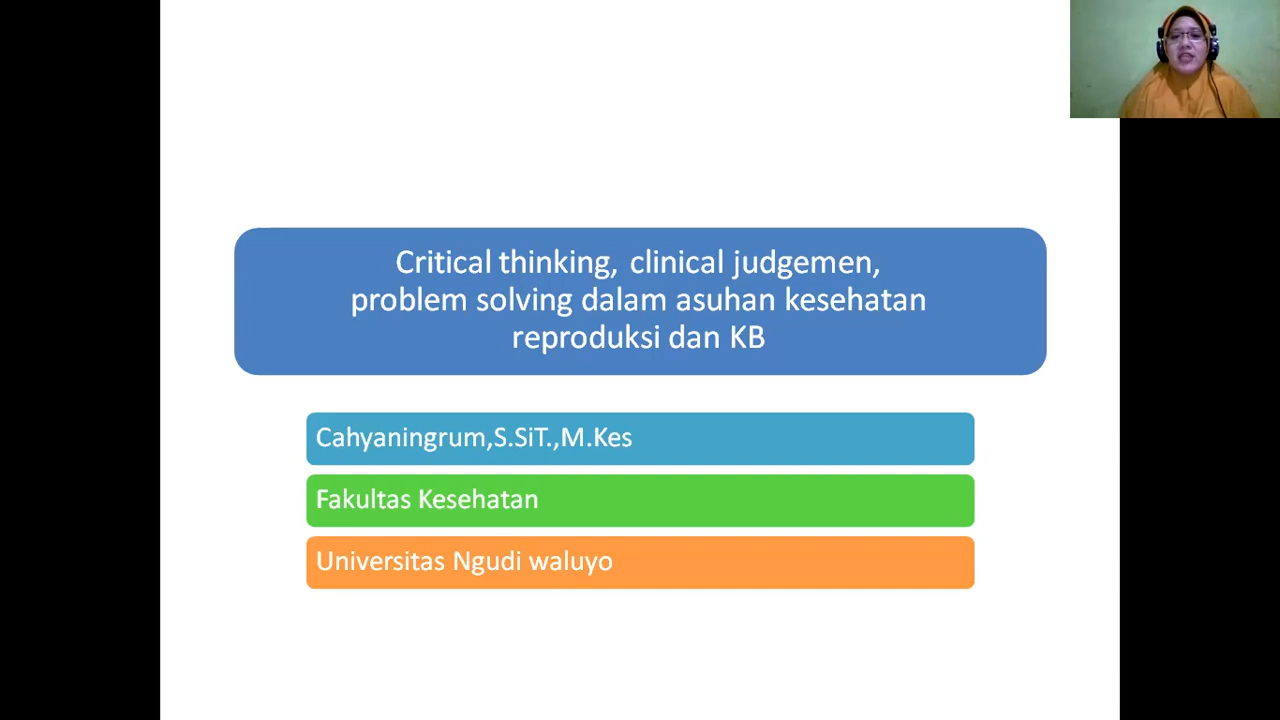 Critical thinking, clinical judgemen,
problem solving dalam asuhan kesehatan
reproduksi dan KB
Cahyaningrum,S.SiT.,M.Kes
Fakultas Kesehatan
Universitas Ngudi waluyo